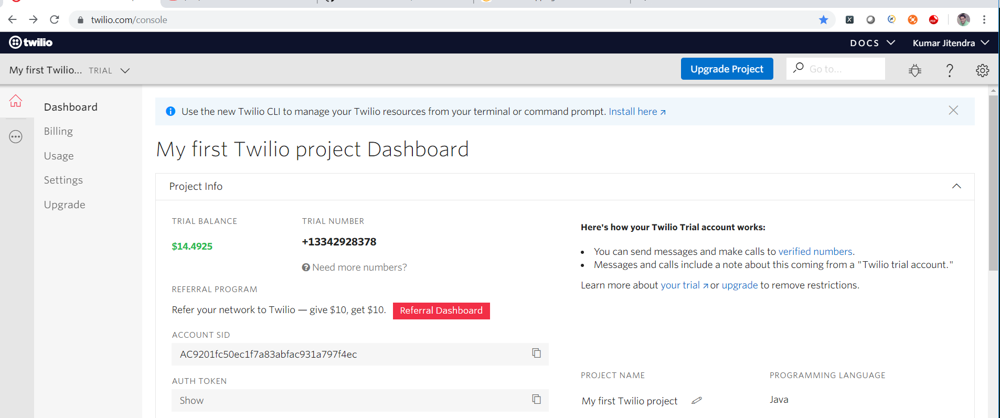 twilio.com/console
twilio
DOCS
Kumar Jitendra
My first Twilio... TRIAL
Upgrade Project
Go to...
Dashboard
Billing
Usage
Settings
Upgrade
Use the new Twilio CLI to manage your Twilio resources from your terminal or command prompt. Install here
My first Twilio project Dashboard
Project Info
TRIAL BALANCE
$14.4925
TRIAL NUMBER
+13342928378
Need more numbers?
REFERRAL PROGRAM
Refer your network to Twilio — give $10, get $10. Referral Dashboard
ACCOUNT SID
AC9201fc50ec1f7a83abfac931a797f4ec
AUTH TOKEN
Show
Here's how your Twilio Trial account works:
• You can send messages and make calls to verified numbers.
• Messages and calls include a note about this coming from a "Twilio trial account."
Learn more about your trial or upgrade to remove restrictions.
PROJECT NAME
My first Twilio project
PROGRAMMING LANGUAGE
Java